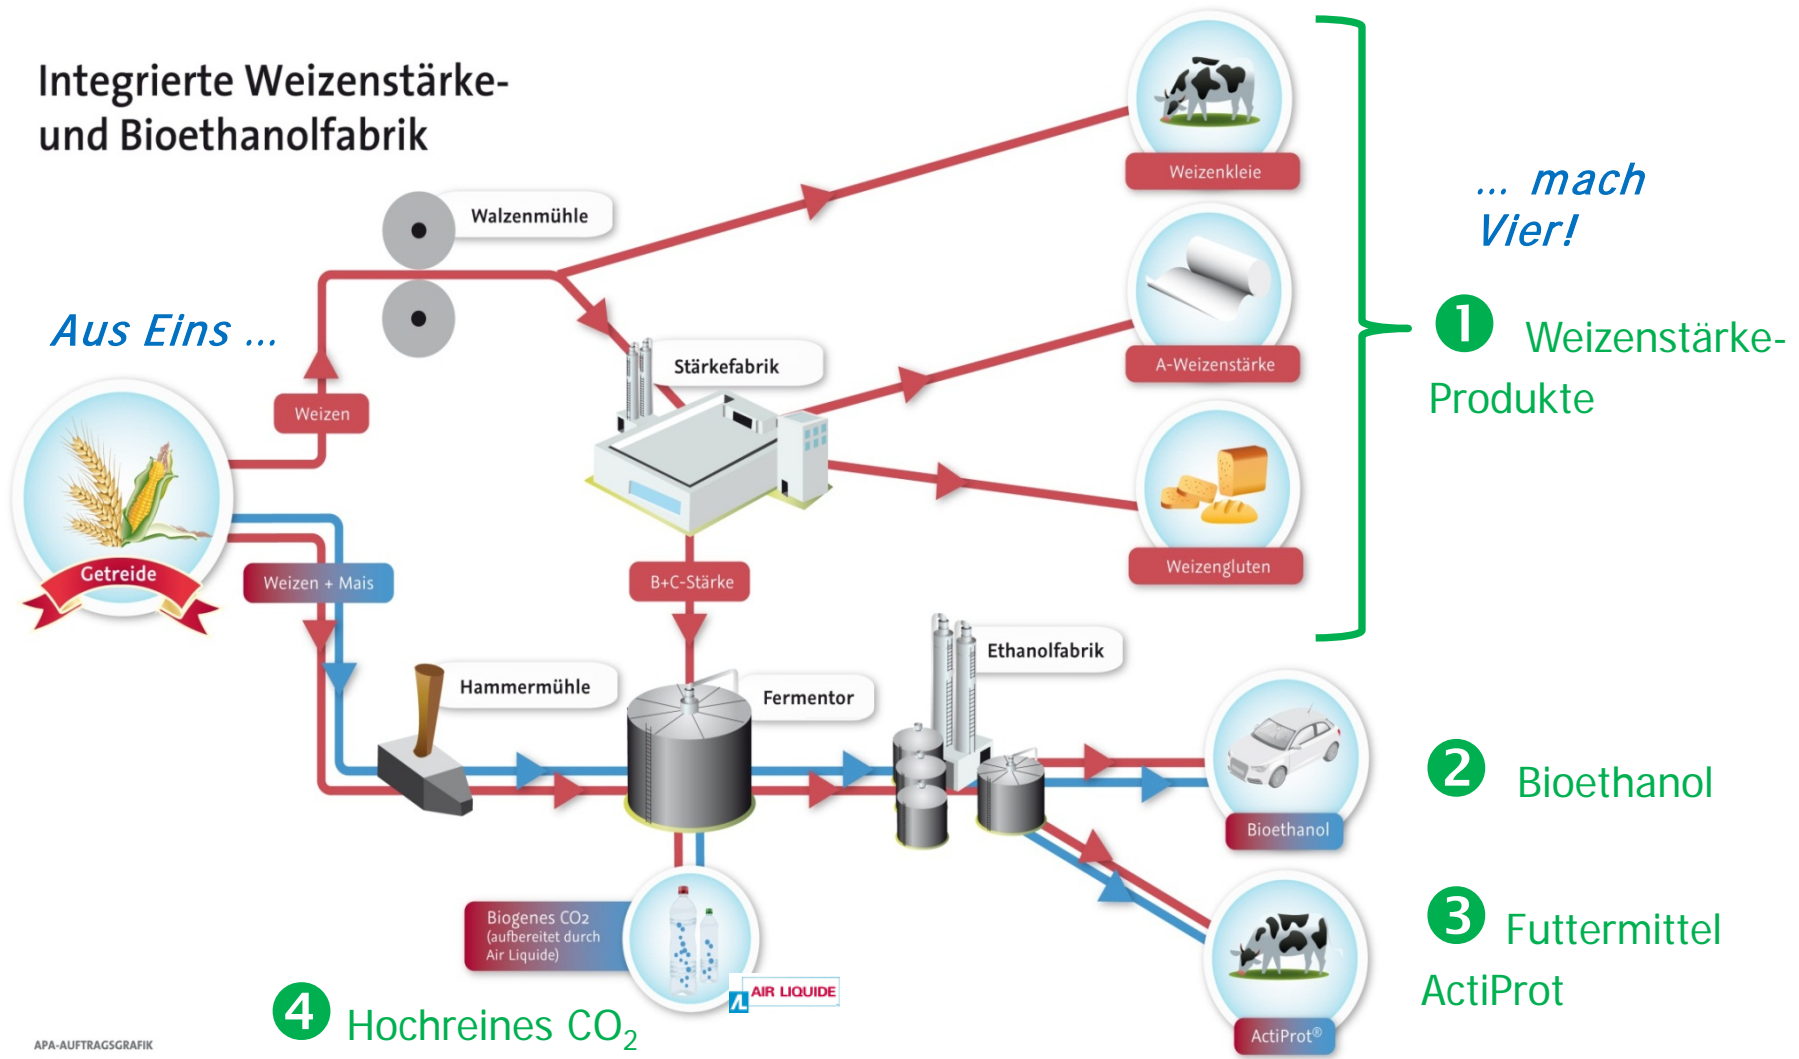 Integrierte Weizenstärke-
und Bioethanolfabrik
Aus Eins ...
... mach
Vier!
Walzenmühle
Weizenkleie
Weizen
Stärkefabrik
A-Weizenstärke
❶ Weizenstärke-
Produkte
Weizengluten
Getreide
Weizen + Mais
B+C-Stärke
Hammermühle
Fermentor
Ethanolfabrik
Bioethanol
❷ Bioethanol
Biogenes CO2
(aufbereitet durch
Air Liquide)
AL AIR LIQUIDE
❸ Futtermittel
ActiProt
ActiProt®
❹ Hochreines CO₂
APA-AUFTRAGSGRAFIK